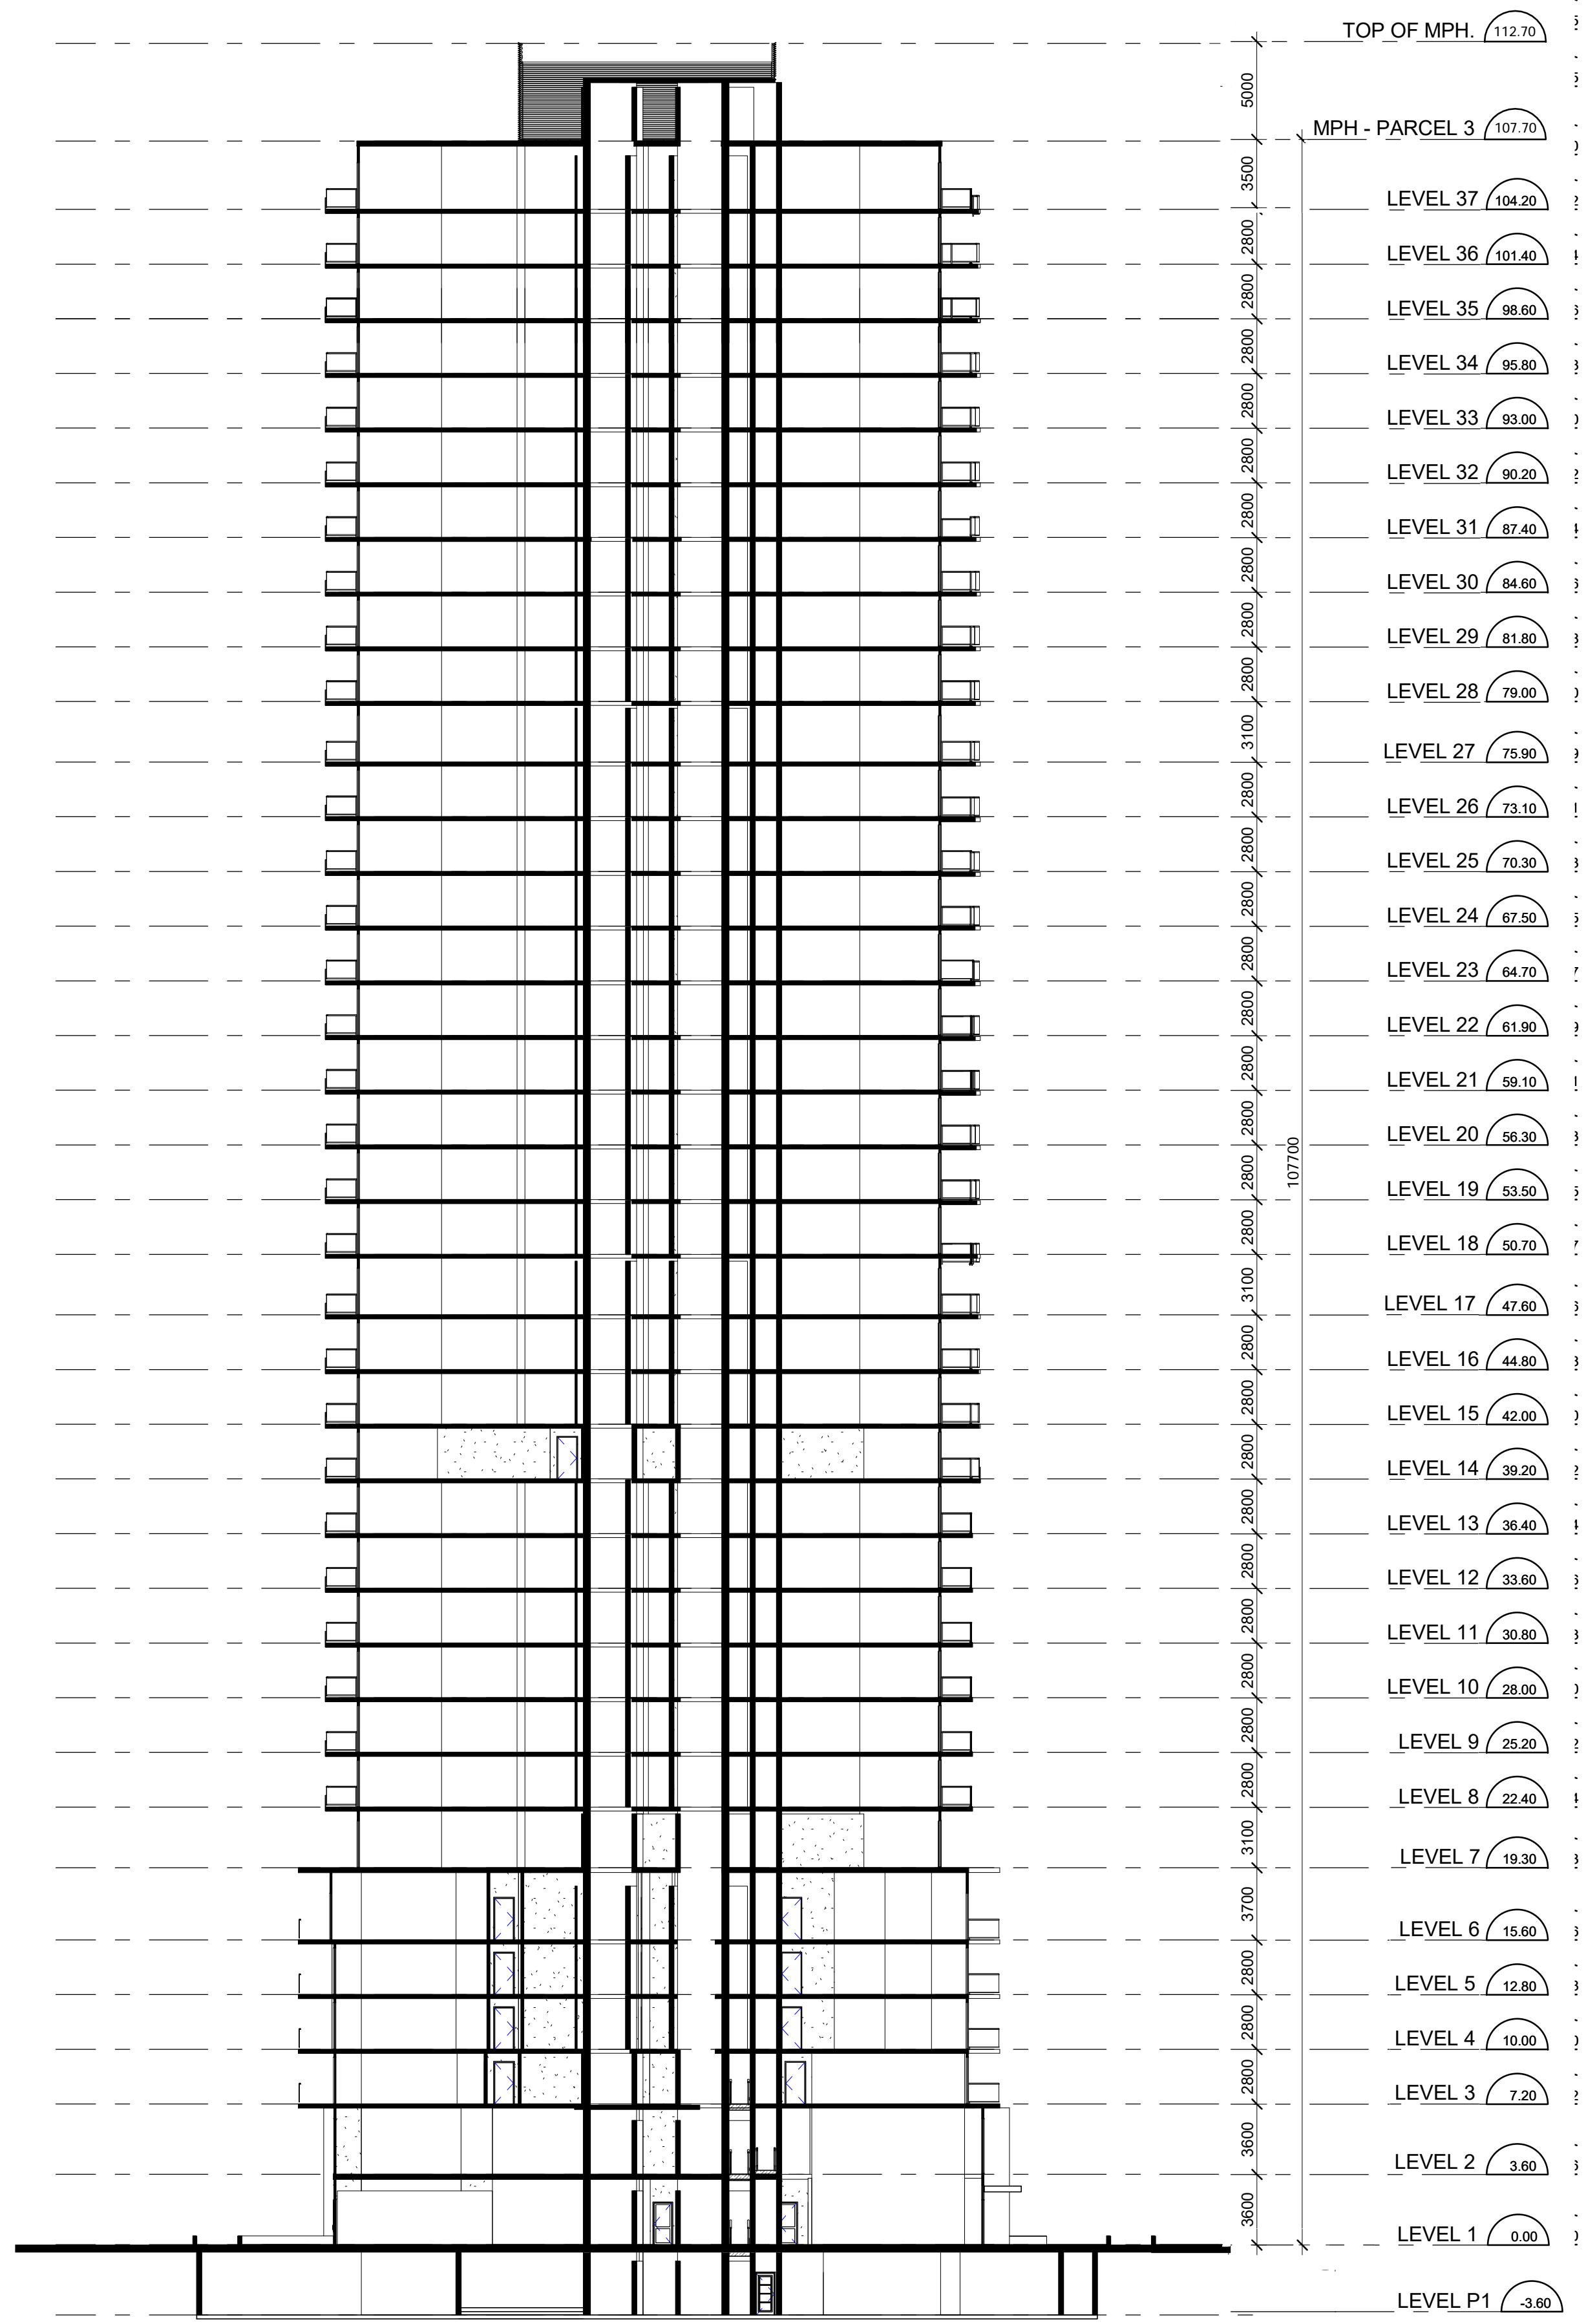 TOP OF MPH. 112.70
5000
MPH - PARCEL 3 107.70
3500
LEVEL 37 104.20
2800
LEVEL 36 101.40
2800
LEVEL 35 98.60
2800
LEVEL 34 95.80
2800
LEVEL 33 93.00
2800
LEVEL 32 90.20
2800
LEVEL 31 87.40
2800
LEVEL 30 84.60
2800
LEVEL 29 81.80
2800
LEVEL 28 79.00
3100
LEVEL 27 75.90
2800
LEVEL 26 73.10
2800
LEVEL 25 70.30
2800
LEVEL 24 67.50
2800
LEVEL 23 64.70
2800
LEVEL 22 61.90
2800
LEVEL 21 59.10
2800
LEVEL 20 56.30
107700
2800
LEVEL 19 53.50
2800
LEVEL 18 50.70
3100
LEVEL 17 47.60
2800
LEVEL 16 44.80
2800
LEVEL 15 42.00
2800
LEVEL 14 39.20
2800
LEVEL 13 36.40
2800
LEVEL 12 33.60
2800
LEVEL 11 30.80
2800
LEVEL 10 28.00
2800
LEVEL 9 25.20
2800
LEVEL 8 22.40
3100
LEVEL 7 19.30
3700
LEVEL 6 15.60
2800
LEVEL 5 12.80
2800
LEVEL 4 10.00
2800
LEVEL 3 7.20
3600
LEVEL 2 3.60
3600
LEVEL 1 0.00
LEVEL P1 -3.60